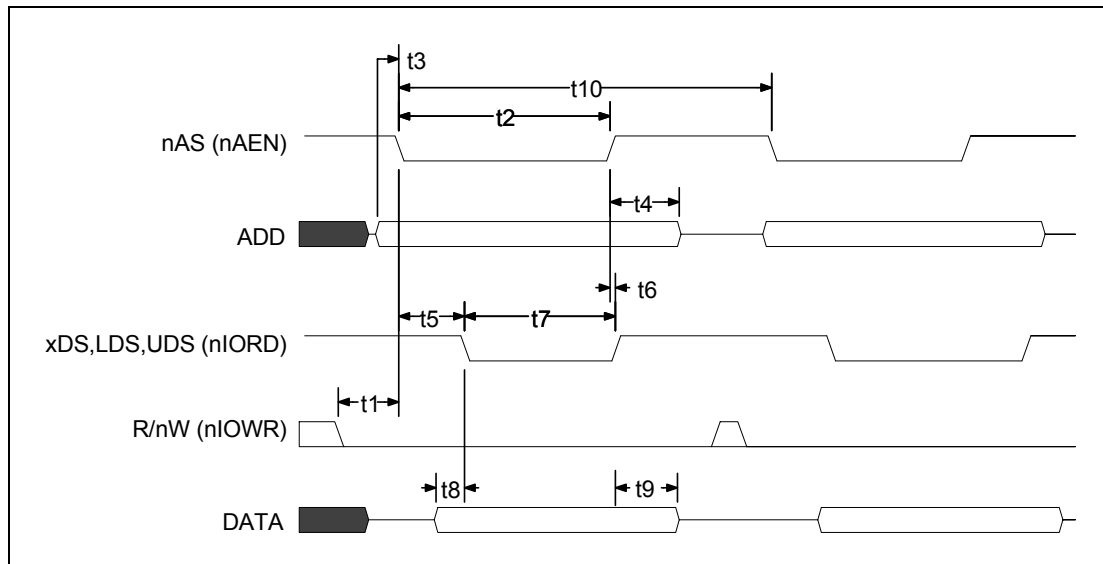 t3
t10
t2
nAS (nAEN)
t4
ADD
t6
t5
t7
xDS,LDS,UDS (nIORD)
t1
R/nW (nIOWR)
t8
t9
DATA